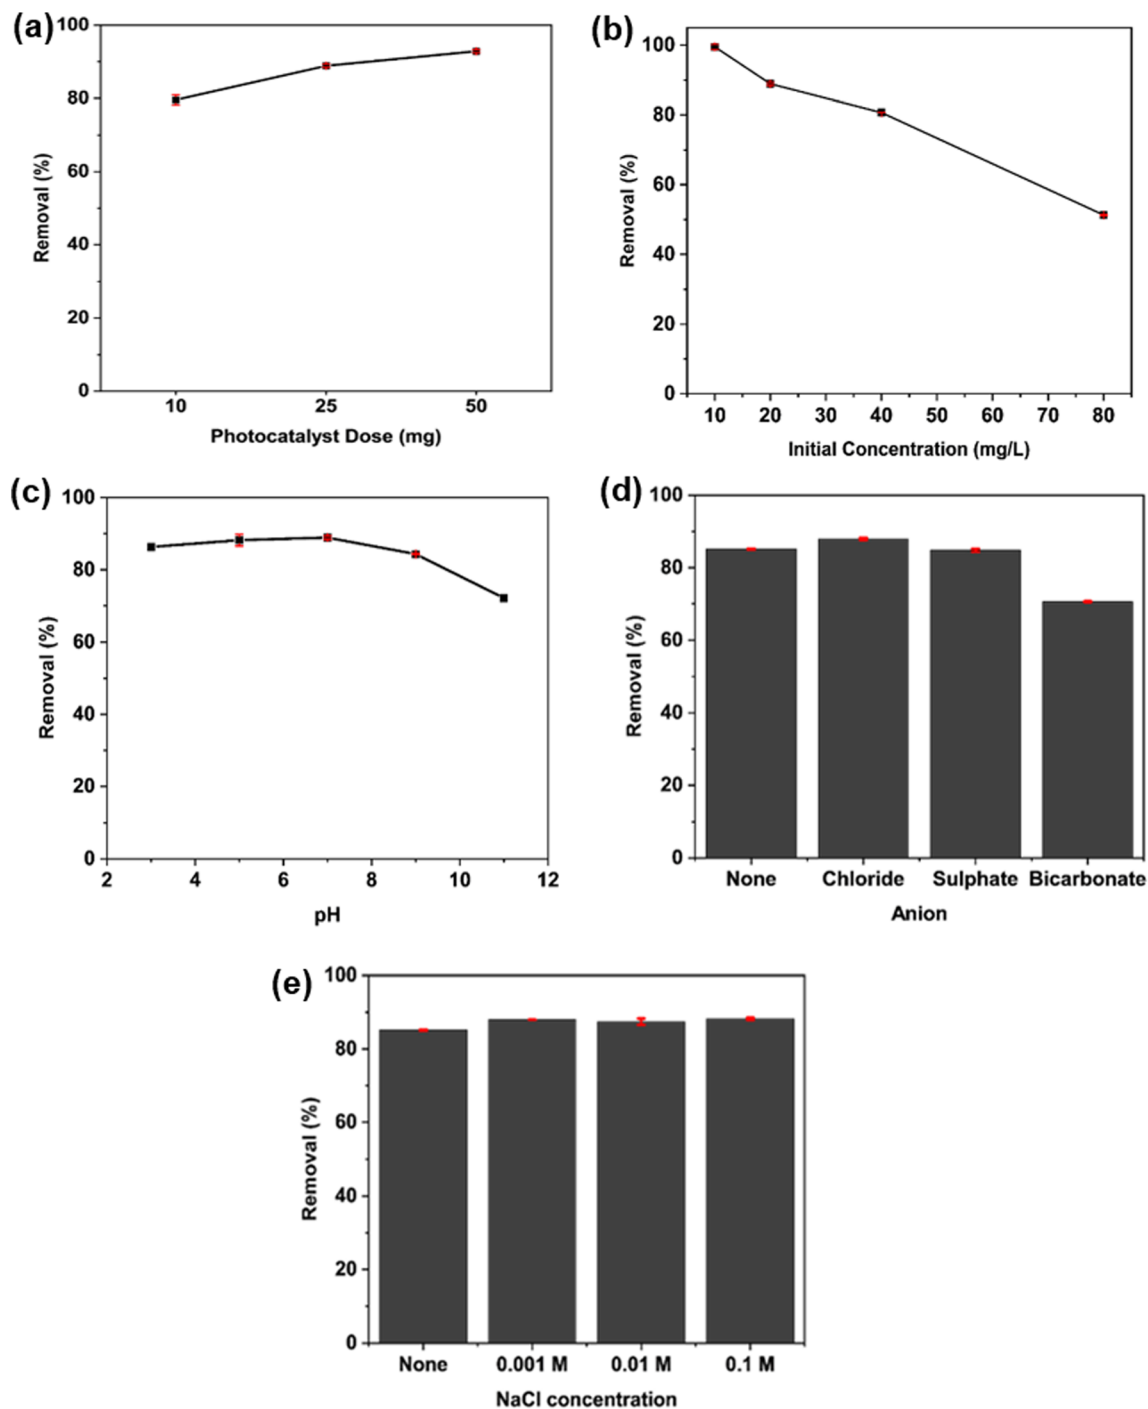 (a)
100
80
60
40
20
0
Removal (%)
10 25 50
Photocatalyst Dose (mg)
(b)
100
80
60
40
20
0
Removal (%)
10 20 30 40 50 60 70 80
Initial Concentration (mg/L)
(c)
100
80
60
40
20
0
Removal (%)
2 4 6 8 10 12
pH
(d)
100
80
60
40
20
0
Removal (%)
None Chloride Sulphate Bicarbonate
Anion
(e)
100
80
60
40
20
0
Removal (%)
None 0.001 M 0.01 M 0.1 M
NaCl concentration